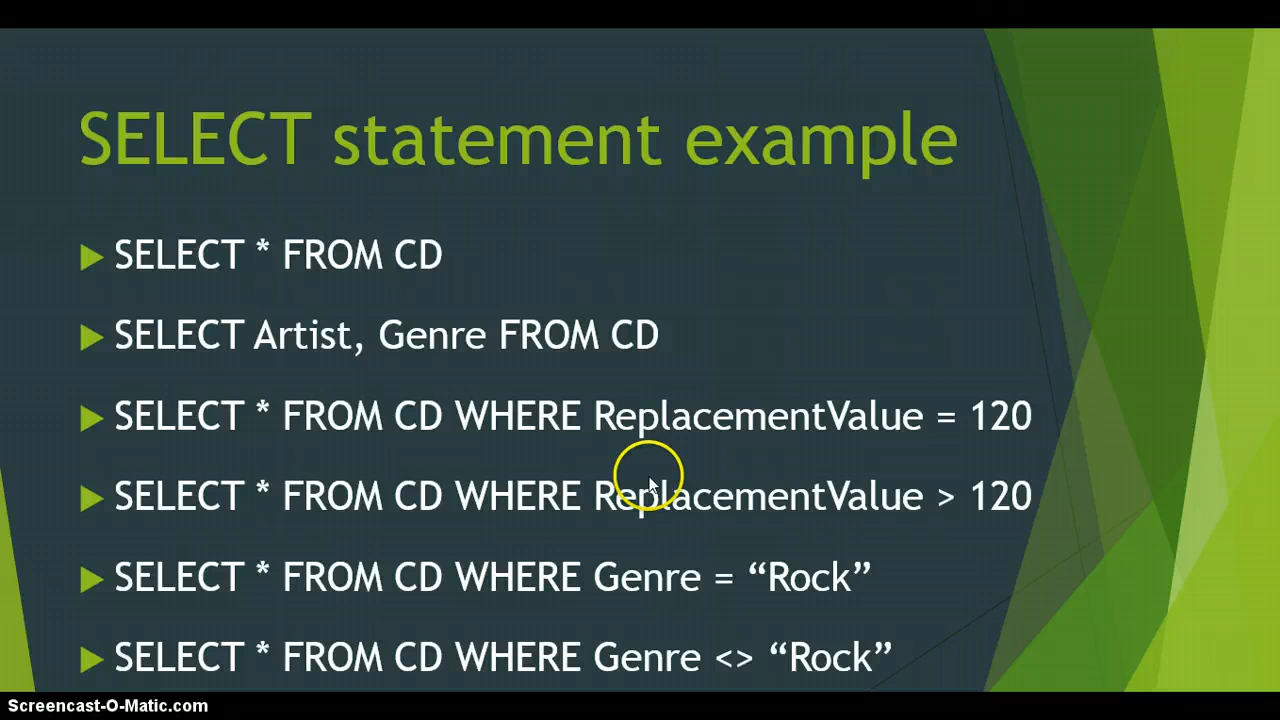 SELECT statement example
SELECT * FROM CD
SELECT Artist, Genre FROM CD
SELECT * FROM CD WHERE ReplacementValue = 120
SELECT * FROM CD WHERE ReplacementValue > 120
SELECT * FROM CD WHERE Genre = “Rock”
SELECT * FROM CD WHERE Genre <> “Rock”
Screencast-O-Matic.com